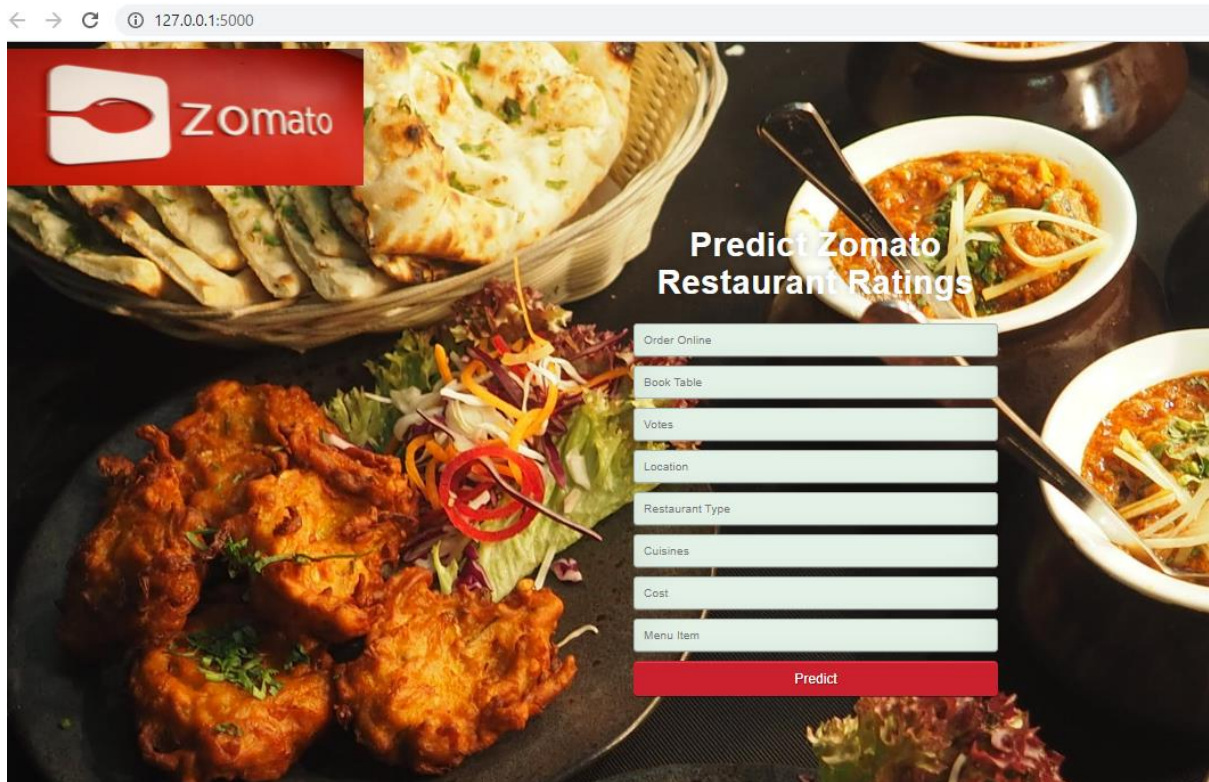 127.0.0.1:5000
zomato
Predict Zomato
Restaurant Ratings
Order Online
Book Table
Votes
Location
Restaurant Type
Cuisines
Cost
Menu Item
Predict